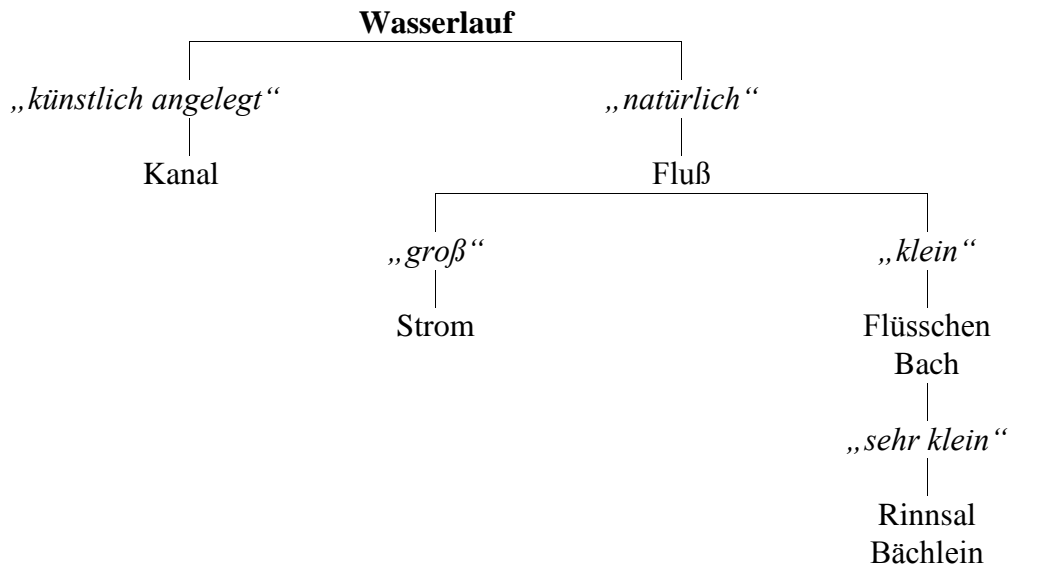 Wasserlauf
„künstlich angelegt“
„natürlich“
Kanal
Fluß
„groß“
„klein“
Strom
Flüsschen
Bach
„sehr klein“
Rinnsal
Bächlein